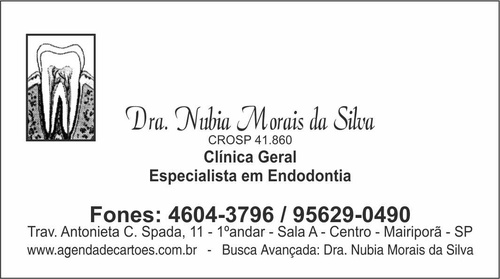 Dra. Nubia Morais da Silva
CROSP 41.860
Clínica Geral
Especialista em Endodontia
Fones: 4604-3796 / 95629-0490
Trav. Antonieta C. Spada, 11 - 1ºandar - Sala A - Centro - Mairiporã - SP
www.agendadecartoes.com.br - Busca Avançada: Dra. Nubia Morais da Silva